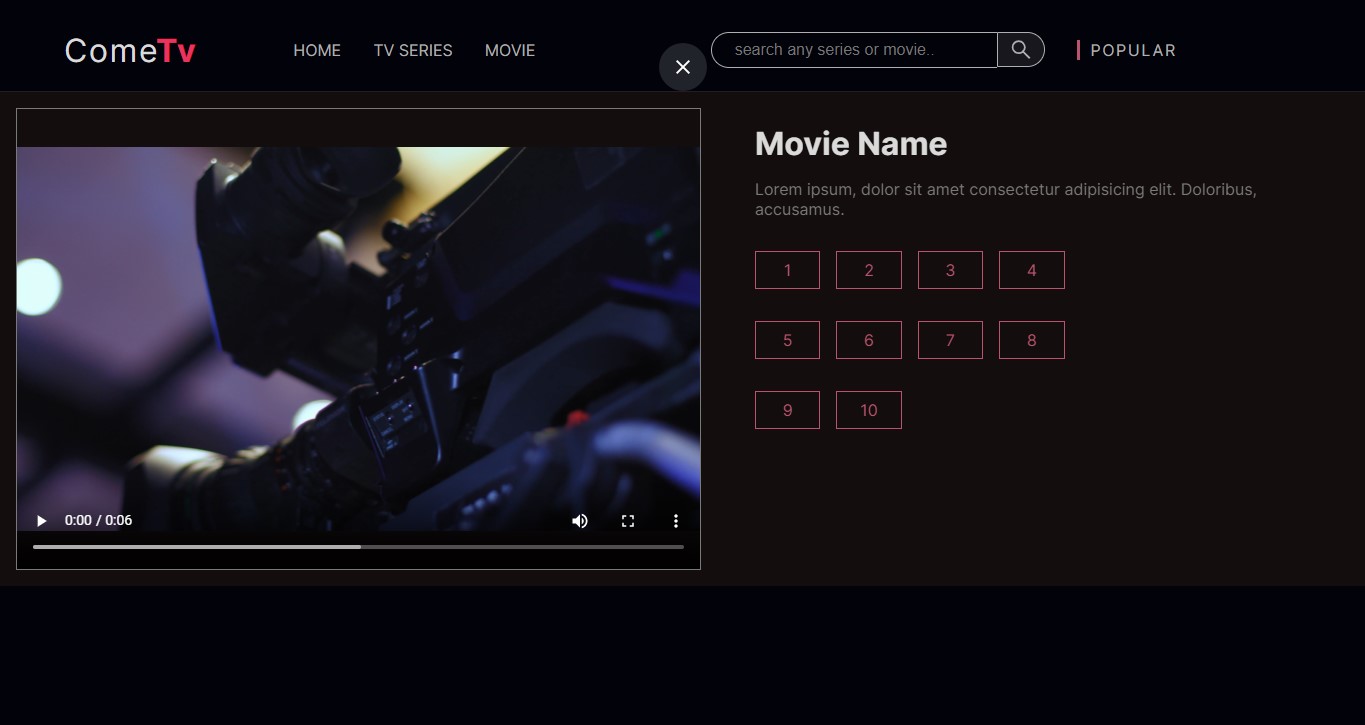 ComeTv
HOME TV SERIES MOVIE
search any series or movie..
POPULAR
Movie Name
Lorem ipsum, dolor sit amet consectetur adipisicing elit. Doloribus,
accusamus.
1 2 3 4
5 6 7 8
9 10
0:00 / 0:06